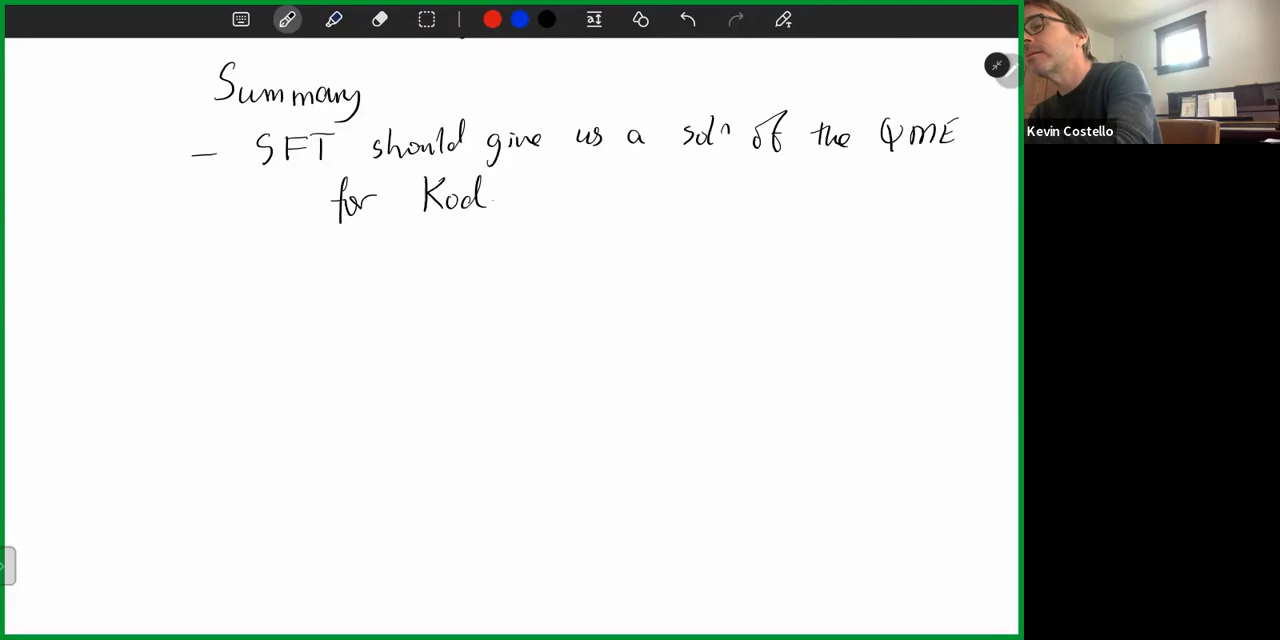 Summary
— SFT should give us a solⁿ of the QME
for Kod
Kevin Costello